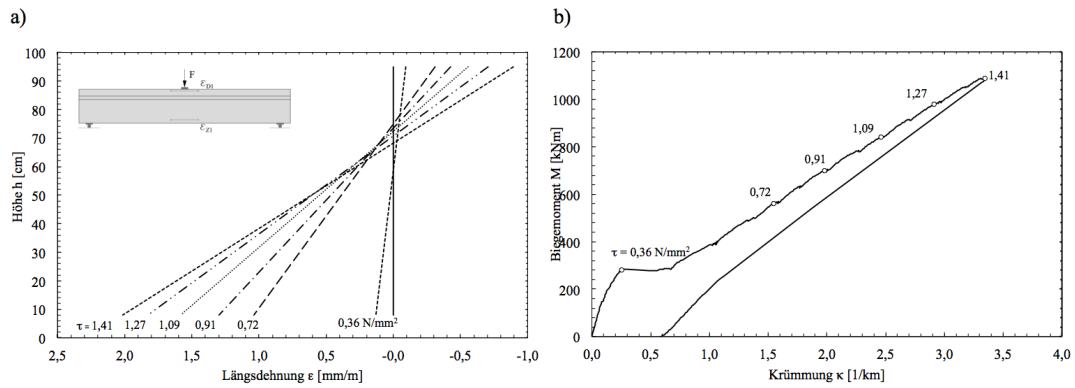 a)
Höhe h [cm]
100
90
80
70
60
50
40
30
20
10
0
F
ε_D1
ε_Z1
τ = 1,41 1,27 1,09 0,91 0,72 0,36 N/mm²
2,5 2,0 1,5 1,0 0,5 -0,0 -0,5 -1,0
Längsdehnung ε [mm/m]
b)
Biegemoment M [kNm]
1200
1000
800
600
400
200
0
1,41
1,27
1,09
0,91
0,72
τ = 0,36 N/mm²
0,0 0,5 1,0 1,5 2,0 2,5 3,0 3,5 4,0
Krümmung κ [1/km]